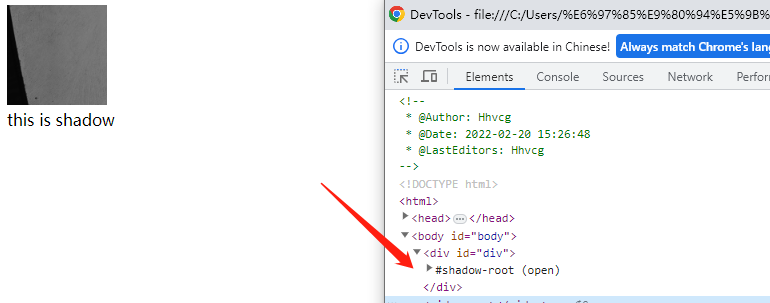 this is shadow
DevTools - file:///C:/Users/%E6%97%85%E9%80%94%E5%9B%
DevTools is now available in Chinese! Always match Chrome's lang
Elements Console Sources Network Perform
<!--
* @Author: Hhvcg
* @Date: 2022-02-20 15:26:48
* @LastEditors: Hhvcg
-->
<!DOCTYPE html>
<html>
<head>…</head>
<body id="body">
<div id="div">
#shadow-root (open)
</div>